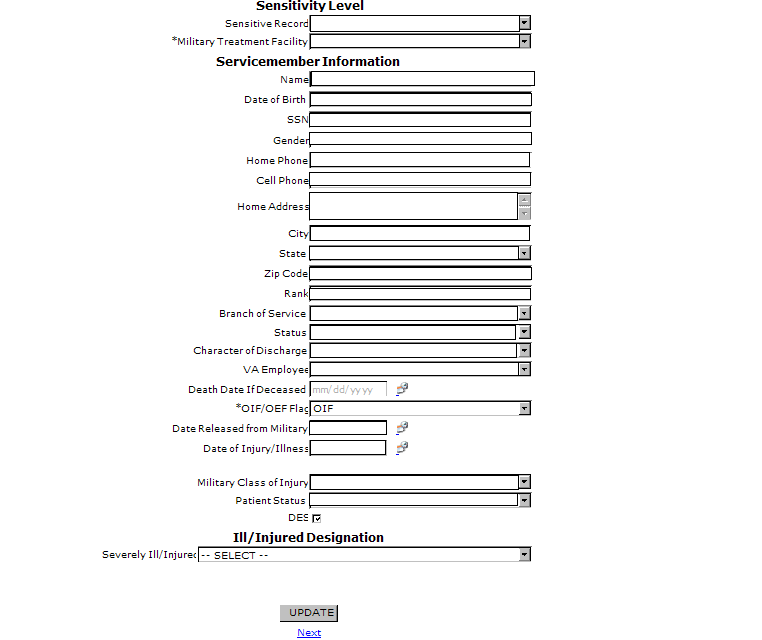 Sensitivity Level
Sensitive Record
*Military Treatment Facility
Servicemember Information
Name
Date of Birth
SSN
Gender
Home Phone
Cell Phone
Home Address
City
State
Zip Code
Rank
Branch of Service
Status
Character of Discharge
VA Employee
Death Date If Deceased mm/dd/yyyy
*OIF/OEF Flag OIF
Date Released from Military
Date of Injury/Illness
Military Class of Injury
Patient Status
DES
Ill/Injured Designation
Severely Ill/Injured -- SELECT --
UPDATE
Next